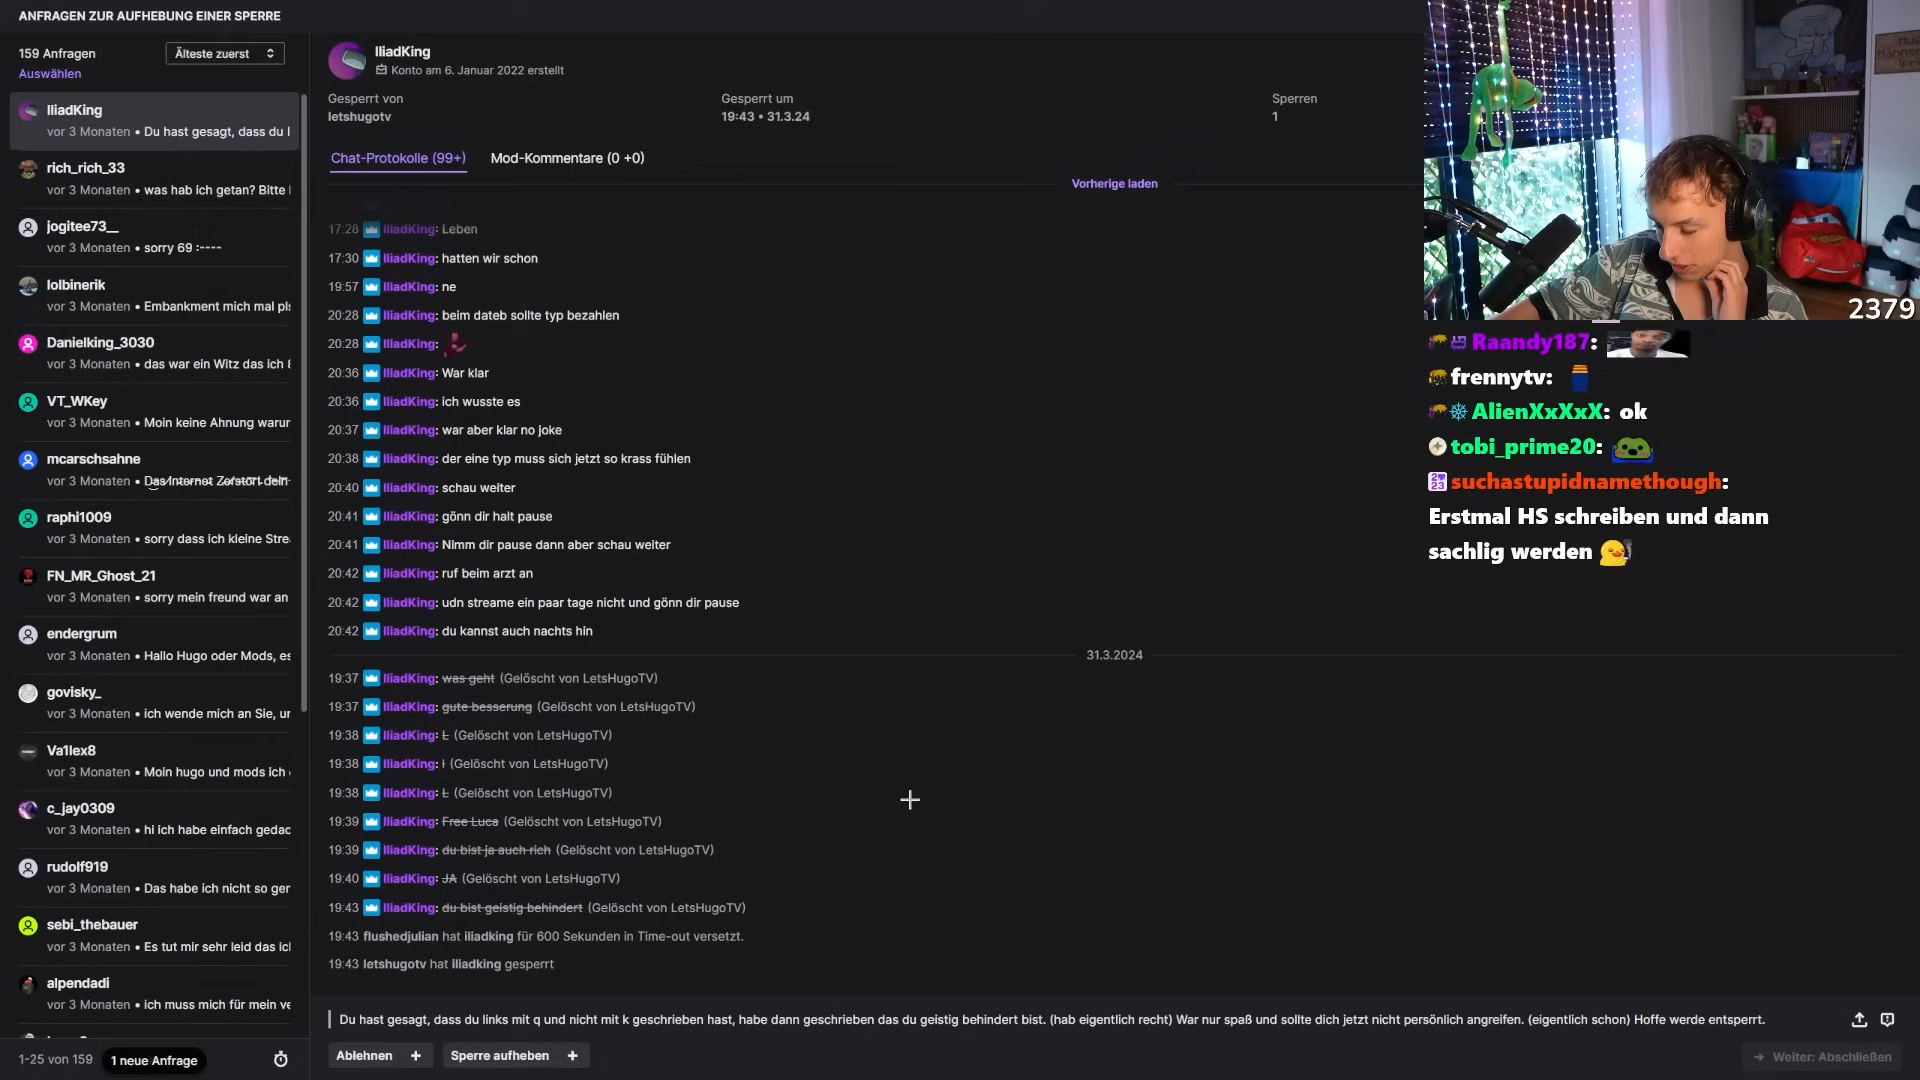 ANFRAGEN ZUR AUFHEBUNG EINER SPERRE
159 Anfragen
Älteste zuerst
Auswählen
IliadKing
vor 3 Monaten • Du hast gesagt, dass du l
rich_rich_33
vor 3 Monaten • was hab ich getan? Bitte
jogitee73__
vor 3 Monaten • sorry 69 :----
lolbinerik
vor 3 Monaten • Embankment mich mal pls
Danielking_3030
vor 3 Monaten • das war ein Witz das ich
VT_WKey
vor 3 Monaten • Moin keine Ahnung warur
mcarschsahne
vor 3 Monaten • Das Internet Zerstört dein
raphi1009
vor 3 Monaten • sorry dass ich kleine Stre
FN_MR_Ghost_21
vor 3 Monaten • sorry mein freund war an
endergrum
vor 3 Monaten • Hallo Hugo oder Mods, es
govisky_
vor 3 Monaten • ich wende mich an Sie, ur
Va1lex8
vor 3 Monaten • Moin hugo und mods ich
c_jay0309
vor 3 Monaten • hi ich habe einfach gedac
rudolf919
vor 3 Monaten • Das habe ich nicht so ger
sebi_thebauer
vor 3 Monaten • Es tut mir sehr leid das ic
alpendadi
vor 3 Monaten • ich muss mich für mein ve
1-25 von 159
1 neue Anfrage
IliadKing
Konto am 6. Januar 2022 erstellt
Gesperrt von
letshugotv
Gesperrt um
19:43 • 31.3.24
Sperren
1
Chat-Protokolle (99+)
Mod-Kommentare (0 +0)
Vorherige laden
17:28 IliadKing: Leben
17:30 IliadKing: hatten wir schon
19:57 IliadKing: ne
20:28 IliadKing: beim dateb sollte typ bezahlen
20:28 IliadKing:
20:36 IliadKing: War klar
20:36 IliadKing: ich wusste es
20:37 IliadKing: war aber klar no joke
20:38 IliadKing: der eine typ muss sich jetzt so krass fühlen
20:40 IliadKing: schau weiter
20:41 IliadKing: gönn dir halt pause
20:41 IliadKing: Nimm dir pause dann aber schau weiter
20:42 IliadKing: ruf beim arzt an
20:42 IliadKing: udn streame ein paar tage nicht und gönn dir pause
20:42 IliadKing: du kannst auch nachts hin
31.3.2024
19:37 IliadKing: was geht (Gelöscht von LetsHugoTV)
19:37 IliadKing: gute besserung (Gelöscht von LetsHugoTV)
19:38 IliadKing: L (Gelöscht von LetsHugoTV)
19:38 IliadKing: l (Gelöscht von LetsHugoTV)
19:38 IliadKing: L (Gelöscht von LetsHugoTV)
19:39 IliadKing: Free Luca (Gelöscht von LetsHugoTV)
19:39 IliadKing: du bist ja auch rich (Gelöscht von LetsHugoTV)
19:40 IliadKing: JA (Gelöscht von LetsHugoTV)
19:43 IliadKing: du bist geistig behindert (Gelöscht von LetsHugoTV)
19:43 flushedjulian hat iliadking für 600 Sekunden in Time-out versetzt.
19:43 letshugotv hat iliadking gesperrt
Du hast gesagt, dass du links mit q und nicht mit k geschrieben hast, habe dann geschrieben das du geistig behindert bist. (hab eigentlich recht) War nur spaß und sollte dich jetzt nicht persönlich angreifen. (eigentlich schon) Hoffe werde entsperrt.
Ablehnen +
Sperre aufheben +
Weiter: Abschließen
2379
Raandy187:
frennytv:
AlienXxXxX: ok
tobi_prime20:
suchastupidnamethough:
Erstmal HS schreiben und dann
sachlig werden